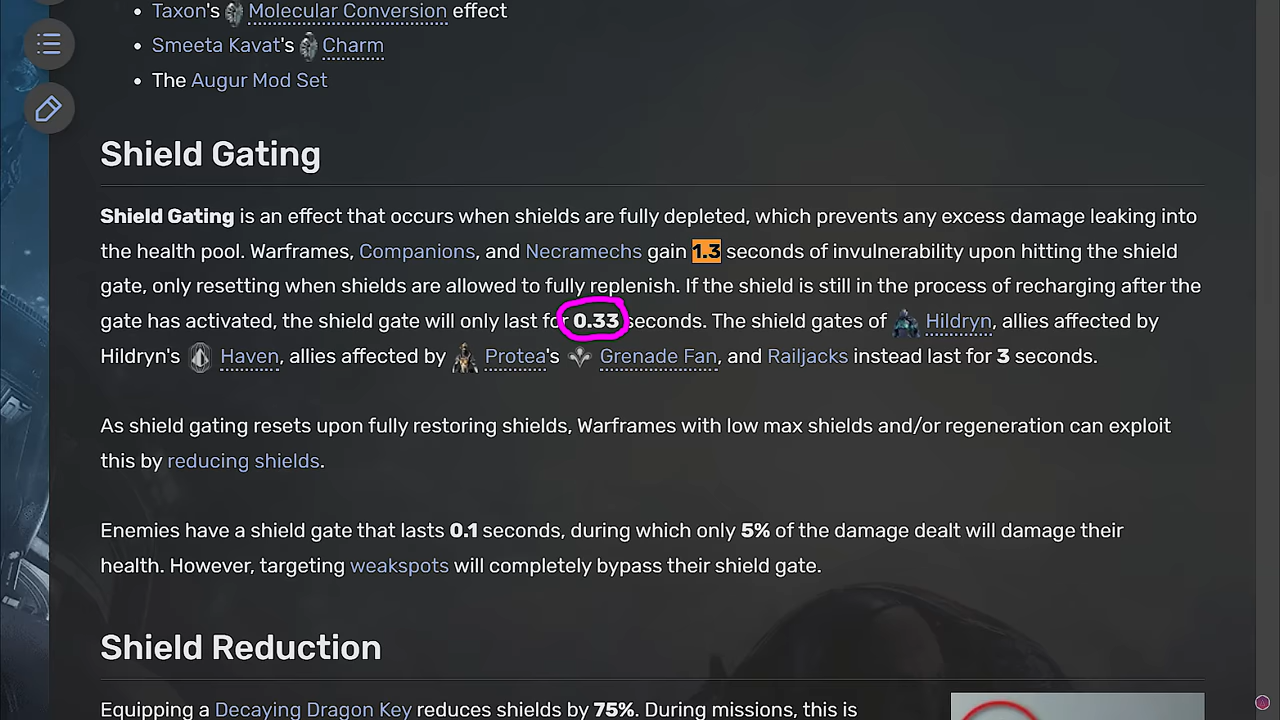 Taxon's Molecular Conversion effect
Smeeta Kavat's Charm
The Augur Mod Set
Shield Gating
Shield Gating is an effect that occurs when shields are fully depleted, which prevents any excess damage leaking into
the health pool. Warframes, Companions, and Necramechs gain 1.3 seconds of invulnerability upon hitting the shield
gate, only resetting when shields are allowed to fully replenish. If the shield is still in the process of recharging after the
gate has activated, the shield gate will only last for 0.33 seconds. The shield gates of Hildryn, allies affected by
Hildryn's Haven, allies affected by Protea's Grenade Fan, and Railjacks instead last for 3 seconds.
As shield gating resets upon fully restoring shields, Warframes with low max shields and/or regeneration can exploit
this by reducing shields.
Enemies have a shield gate that lasts 0.1 seconds, during which only 5% of the damage dealt will damage their
health. However, targeting weakspots will completely bypass their shield gate.
Shield Reduction
Equipping a Decaying Dragon Key reduces shields by 75%. During missions, this is